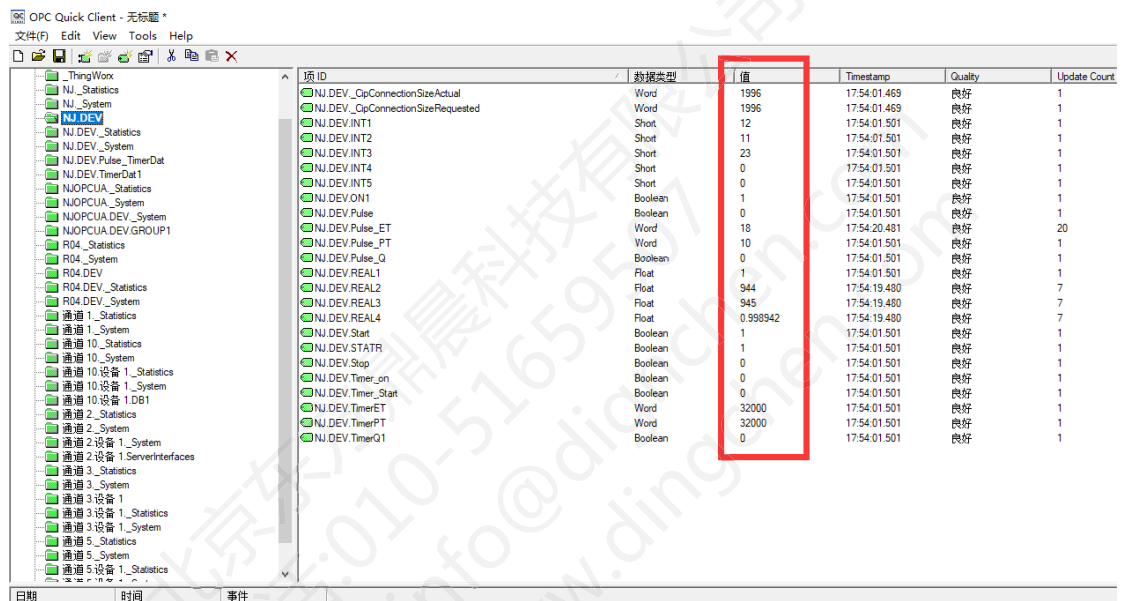 OPC Quick Client - 无标题 *
文件(F) Edit View Tools Help
_ThingWorx
NJ._Statistics
NJ._System
NJ.DEV
NJ.DEV._Statistics
NJ.DEV._System
NJ.DEV.Pulse_TimerDat
NJ.DEV.TimerDat1
NJOPCUA._Statistics
NJOPCUA._System
NJOPCUA.DEV._System
NJOPCUA.DEV.GROUP1
R04._Statistics
R04._System
R04.DEV
R04.DEV._Statistics
R04.DEV._System
通道 1._Statistics
通道 1._System
通道 10._Statistics
通道 10._System
通道 10.设备 1._Statistics
通道 10.设备 1._System
通道 10.设备 1.DB1
通道 2._Statistics
通道 2._System
通道 2.设备 1._System
通道 2.设备 1.ServerInterfaces
通道 3._Statistics
通道 3._System
通道 3.设备 1
通道 3.设备 1._Statistics
通道 3.设备 1._System
通道 5._Statistics
通道 5._System
通道 5.设备 1._Statistics
项 ID 数据类型 值 Timestamp Quality Update Count
NJ.DEV._CipConnectionSizeActual Word 1996 17:54:01.469 良好 1
NJ.DEV._CipConnectionSizeRequested Word 1996 17:54:01.469 良好 1
NJ.DEV.INT1 Short 12 17:54:01.501 良好 1
NJ.DEV.INT2 Short 11 17:54:01.501 良好 1
NJ.DEV.INT3 Short 23 17:54:01.501 良好 1
NJ.DEV.INT4 Short 0 17:54:01.501 良好 1
NJ.DEV.INT5 Short 0 17:54:01.501 良好 1
NJ.DEV.ON1 Boolean 1 17:54:01.501 良好 1
NJ.DEV.Pulse Boolean 0 17:54:01.501 良好 1
NJ.DEV.Pulse_ET Word 18 17:54:20.481 良好 20
NJ.DEV.Pulse_PT Word 10 17:54:01.501 良好 1
NJ.DEV.Pulse_Q Boolean 0 17:54:01.501 良好 1
NJ.DEV.REAL1 Float 1 17:54:01.501 良好 1
NJ.DEV.REAL2 Float 944 17:54:19.480 良好 7
NJ.DEV.REAL3 Float 945 17:54:19.480 良好 7
NJ.DEV.REAL4 Float 0.998942 17:54:19.480 良好 7
NJ.DEV.Start Boolean 1 17:54:01.501 良好 1
NJ.DEV.STATR Boolean 1 17:54:01.501 良好 1
NJ.DEV.Stop Boolean 0 17:54:01.501 良好 1
NJ.DEV.Timer_on Boolean 0 17:54:01.501 良好 1
NJ.DEV.Timer_Start Boolean 0 17:54:01.501 良好 1
NJ.DEV.TimerET Word 32000 17:54:01.501 良好 1
NJ.DEV.TimerPT Word 32000 17:54:01.501 良好 1
NJ.DEV.TimerQ1 Boolean 0 17:54:01.501 良好 1
日期 时间 事件